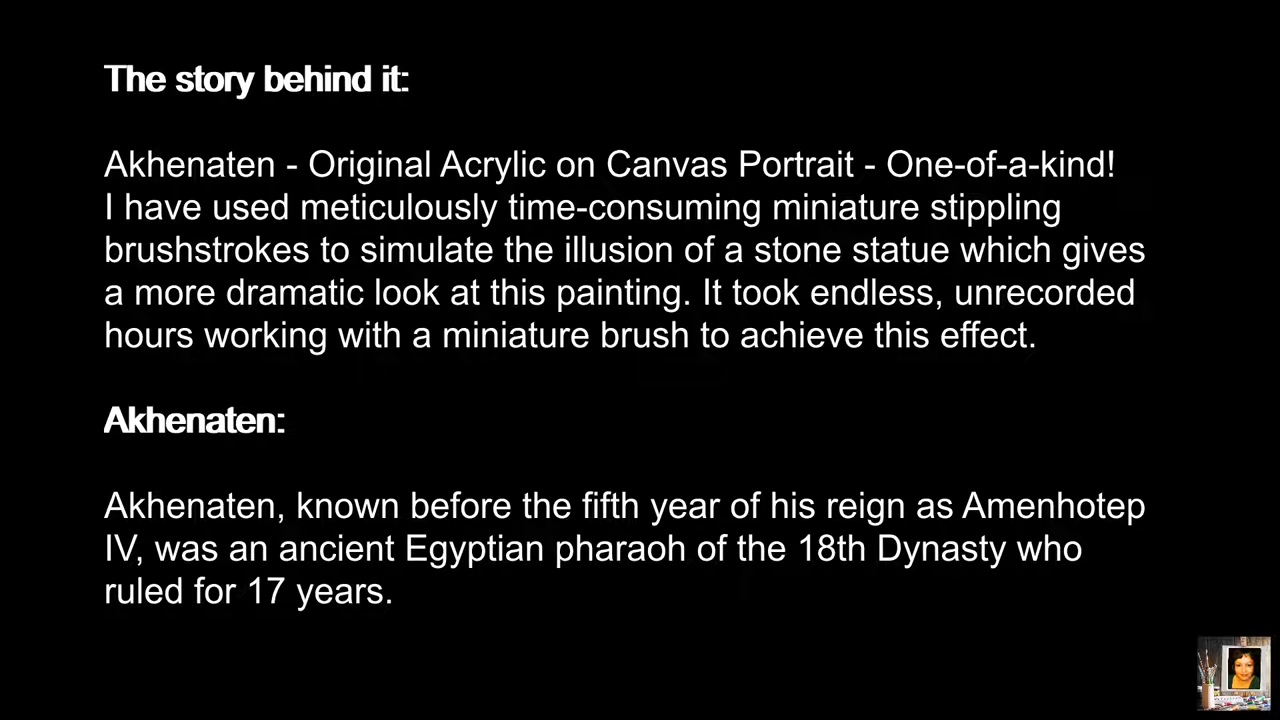 The story behind it:
Akhenaten - Original Acrylic on Canvas Portrait - One-of-a-kind!
I have used meticulously time-consuming miniature stippling
brushstrokes to simulate the illusion of a stone statue which gives
a more dramatic look at this painting. It took endless, unrecorded
hours working with a miniature brush to achieve this effect.
Akhenaten:
Akhenaten, known before the fifth year of his reign as Amenhotep
IV, was an ancient Egyptian pharaoh of the 18th Dynasty who
ruled for 17 years.